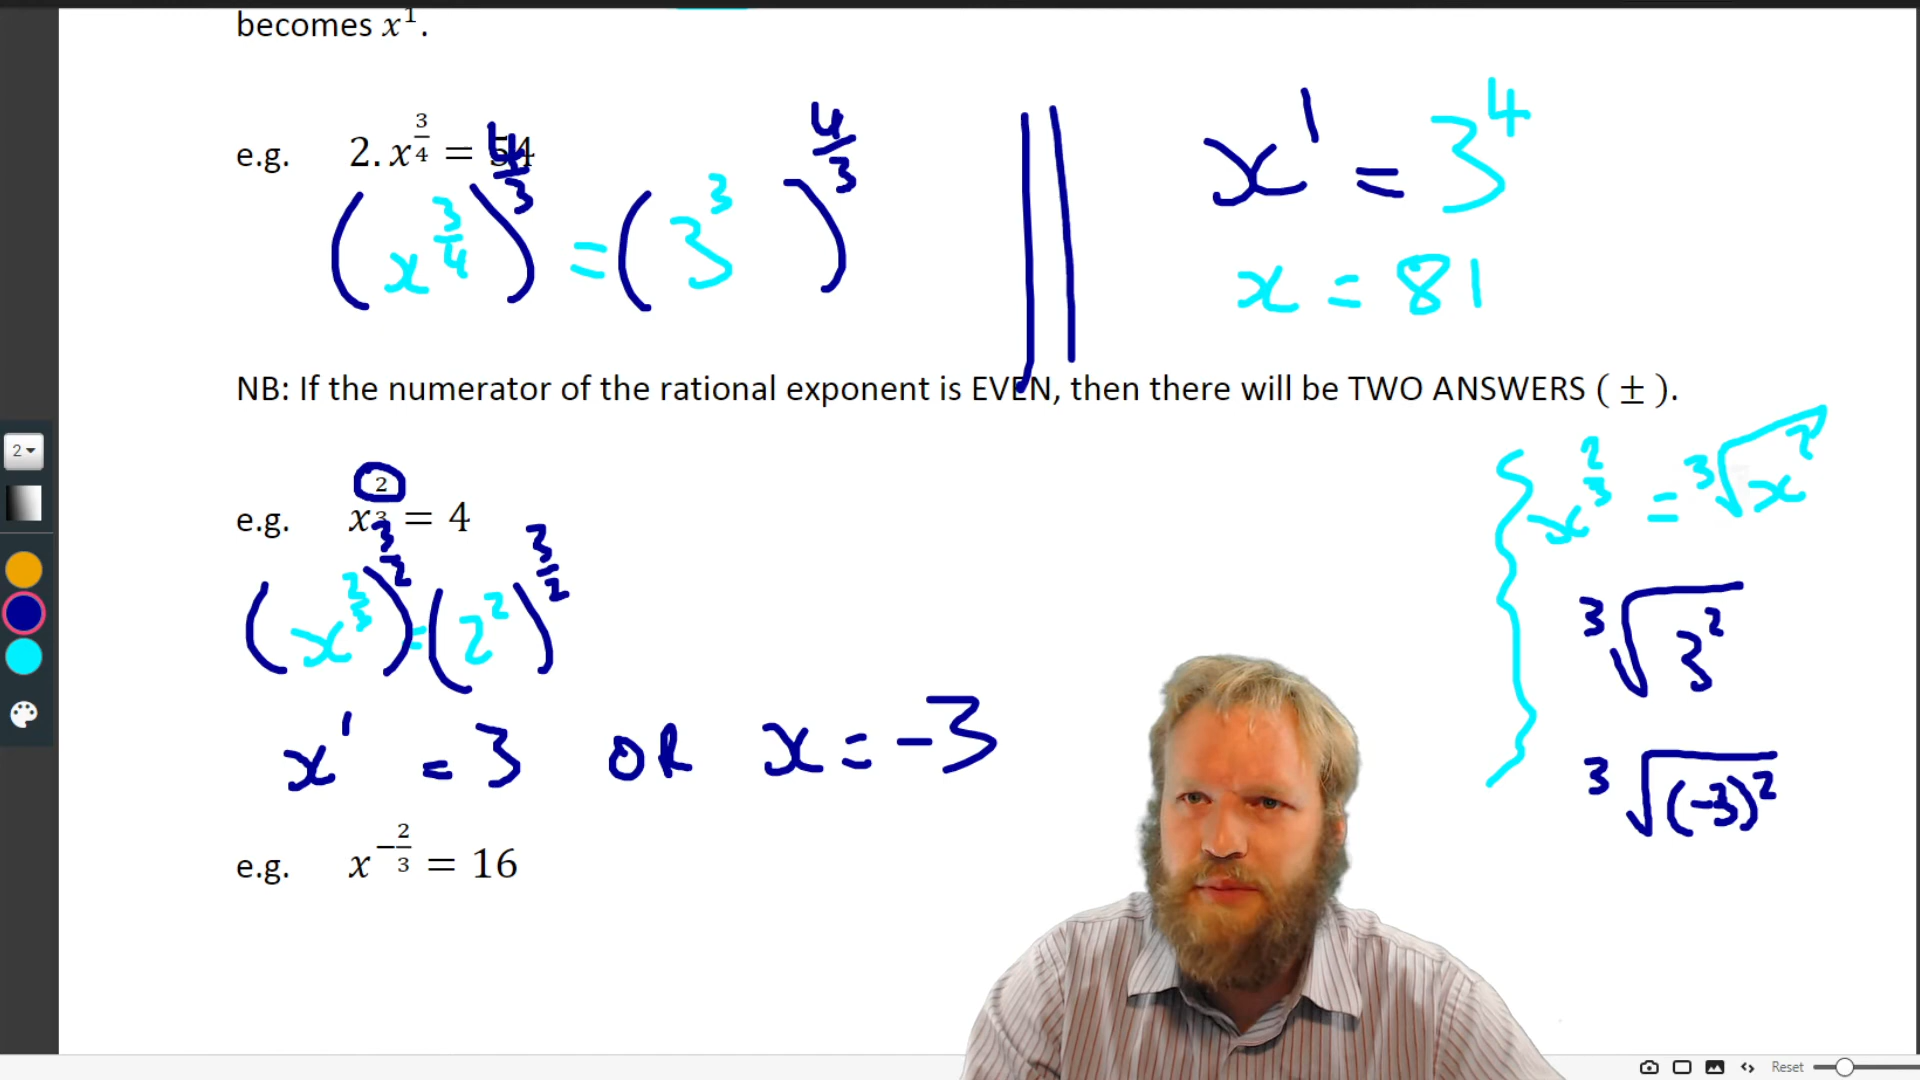 becomes x¹.
e.g. 2. x^(3/4) = 54
(x^(3/4))^(4/3) = (3³)^(4/3)
x¹ = 3⁴
x = 81
NB: If the numerator of the rational exponent is EVEN, then there will be TWO ANSWERS ( ± ).
e.g. x^(2/3) = 4
(x^(2/3))^(3/2) = (2²)^(3/2)
x¹ = 3 OR x = -3
x^(2/3) = ³√x²
³√3²
³√(-3)²
e.g. x^(−2/3) = 16
2
Reset